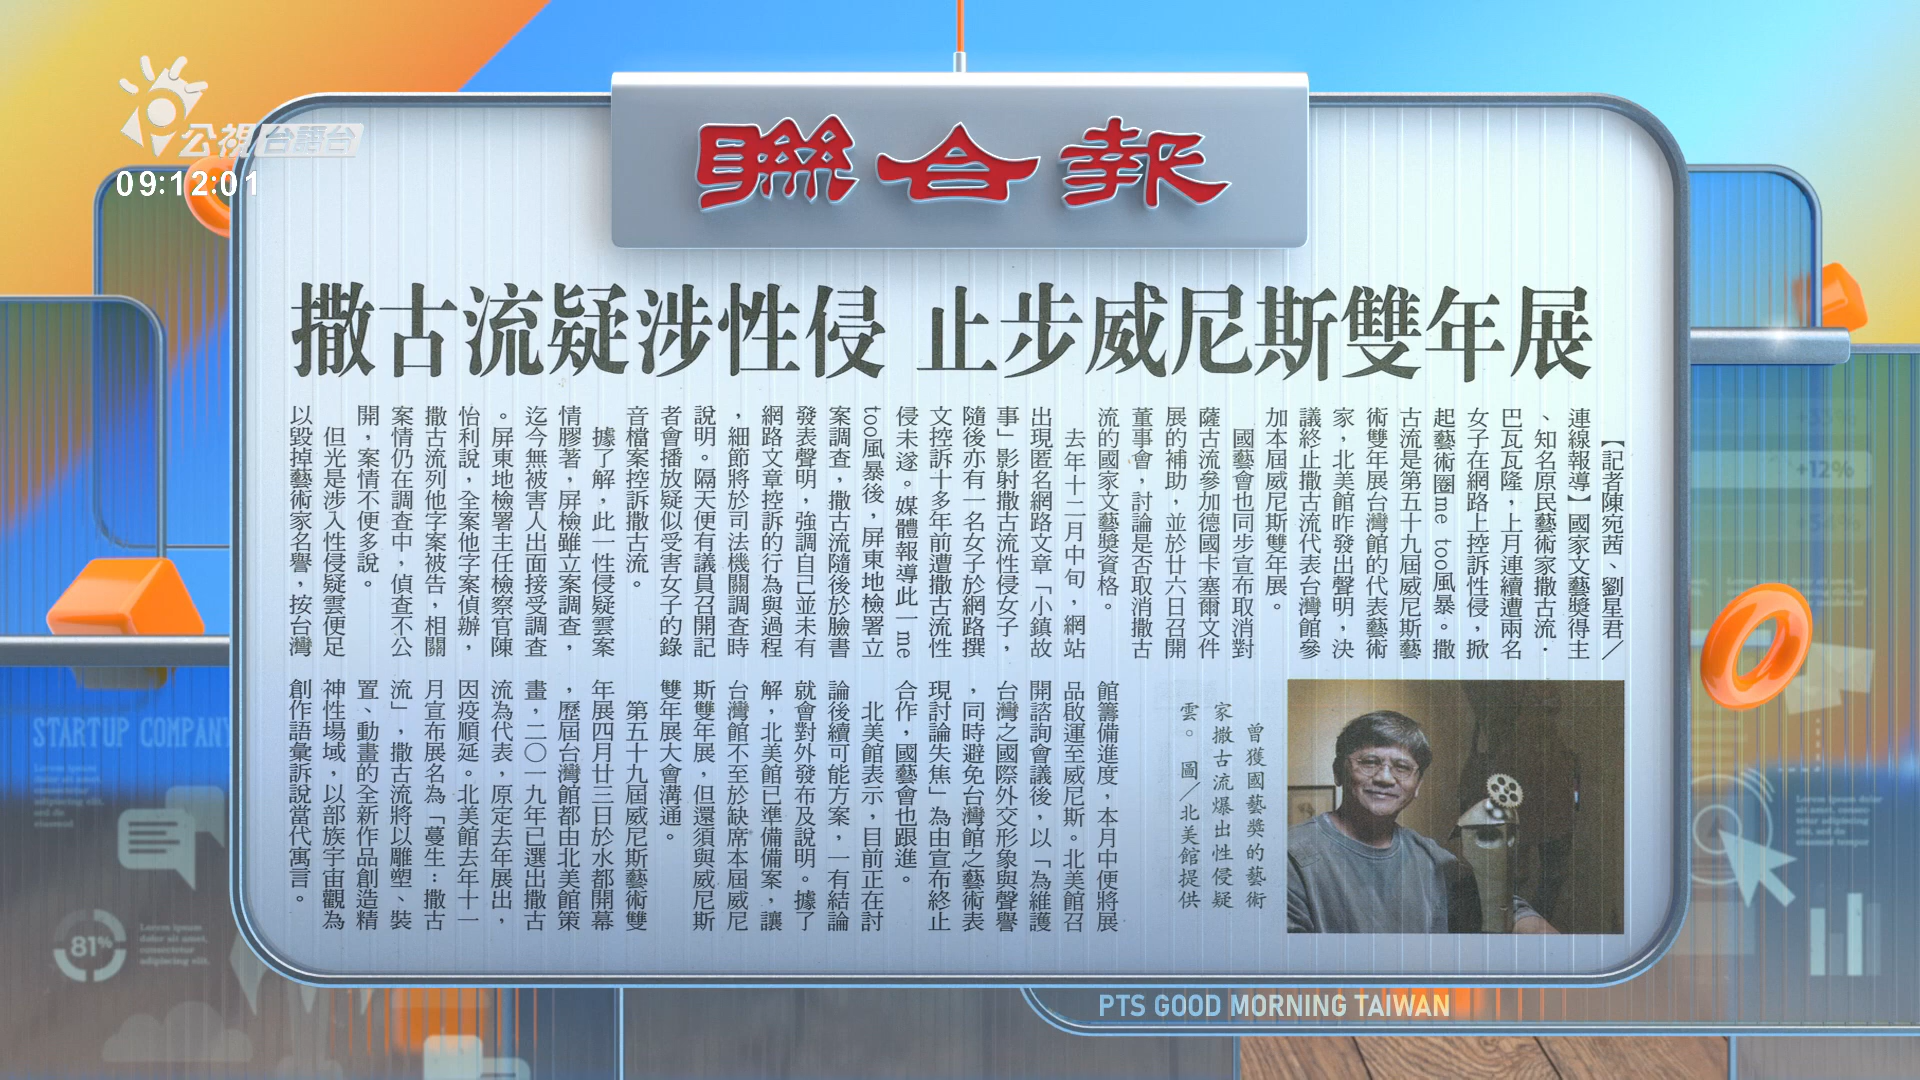 公視台語台
09:12:01
聯合報
撒古流疑涉性侵 止步威尼斯雙年展
【記者陳宛茜、劉星君／
連線報導】國家文藝獎得主
、知名原民藝術家撒古流．
巴瓦瓦隆，上月連續遭兩名
女子在網路上控訴性侵，掀
起藝術圈me too風暴。撒
古流是第五十九屆威尼斯藝
術雙年展台灣館的代表藝術
家，北美館昨發出聲明，決
議終止撒古流代表台灣館參
加本屆威尼斯雙年展。
國藝會也同步宣布取消對
薩古流參加德國卡塞爾文件
展的補助，並於廿六日召開
董事會，討論是否取消撒古
流的國家文藝獎資格。
去年十二月中旬，網站
出現匿名網路文章「小鎮故
事」影射撒古流性侵女子，
隨後亦有一名女子於網路撰
文控訴十多年前遭撒古流性
侵未遂。媒體報導此一me
too風暴後，屏東地檢署立
案調查，撒古流隨後於臉書
發表聲明，強調自己並未有
網路文章控訴的行為與過程
，細節將於司法機關調查時
說明。隔天便有議員召開記
者會播放疑似受害女子的錄
音檔案控訴撒古流。
據了解，此一性侵疑雲案
情膠著，屏檢雖立案調查，
迄今無被害人出面接受調查
。屏東地檢署主任檢察官陳
怡利說，全案他字案偵辦，
撒古流列他字案被告，相關
案情仍在調查中，偵查不公
開，案情不便多說。
但光是涉入性侵疑雲便足
以毀掉藝術家名譽，按台灣
館籌備進度，本月中便將展
品啟運至威尼斯。北美館召
開諮詢會議後，以「為維護
台灣之國際外交形象與聲譽
，同時避免台灣館之藝術表
現討論失焦」為由宣布終止
合作，國藝會也跟進。
北美館表示，目前正在討
論後續可能方案，一有結論
就會對外發布及說明。據了
解，北美館已準備備案，讓
台灣館不至於缺席本屆威尼
斯雙年展，但還須與威尼斯
雙年展大會溝通。
第五十九屆威尼斯藝術雙
年展四月廿三日於水都開幕
，歷屆台灣館都由北美館策
畫，二〇一九年已選出撒古
流為代表，原定去年展出，
因疫順延。北美館去年十一
月宣布展名為「蔓生：撒古
流」，撒古流將以雕塑、裝
置、動畫的全新作品創造精
神性場域，以部族宇宙觀為
創作語彙訴說當代寓言。
曾獲國藝獎的藝術
家撒古流爆出性侵疑
雲。 圖／北美館提供
PTS GOOD MORNING TAIWAN
STARTUP COMPANY
81%
+12%